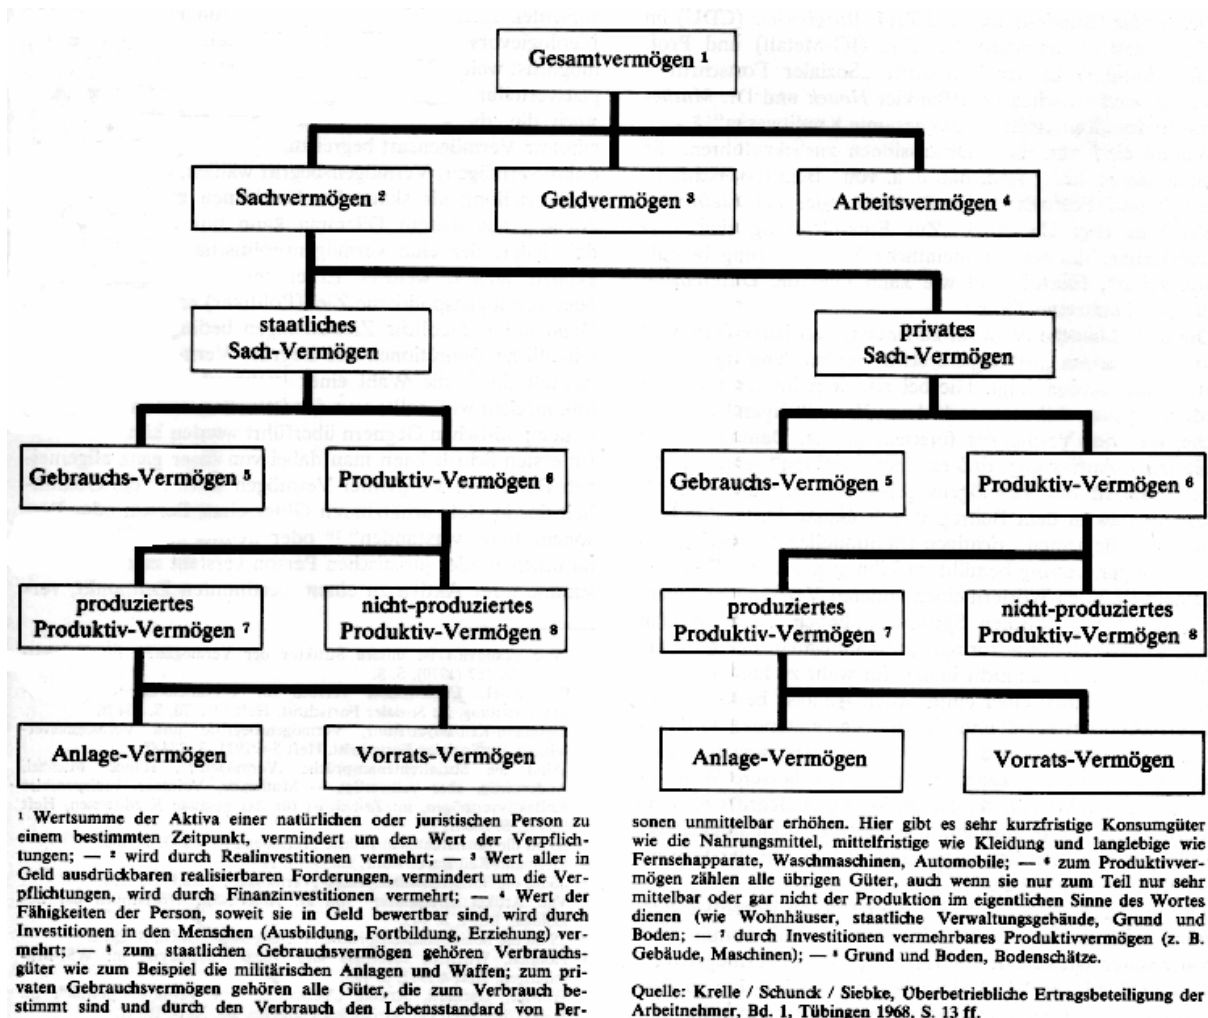 Gesamtvermögen ¹
Sachvermögen ²
Geldvermögen ³
Arbeitsvermögen ⁴
staatliches
Sach-Vermögen
privates
Sach-Vermögen
Gebrauchs-Vermögen ⁵
Produktiv-Vermögen ⁶
Gebrauchs-Vermögen ⁵
Produktiv-Vermögen ⁶
produziertes
Produktiv-Vermögen ⁷
nicht-produziertes
Produktiv-Vermögen ⁸
produziertes
Produktiv-Vermögen ⁷
nicht-produziertes
Produktiv-Vermögen ⁸
Anlage-Vermögen
Vorrats-Vermögen
Anlage-Vermögen
Vorrats-Vermögen
¹ Wertsumme der Aktiva einer natürlichen oder juristischen Person zu
einem bestimmten Zeitpunkt, vermindert um den Wert der Verpflich-
tungen; — ² wird durch Realinvestitionen vermehrt; — ³ Wert aller in
Geld ausdrückbaren realisierbaren Forderungen, vermindert um die Ver-
pflichtungen, wird durch Finanzinvestitionen vermehrt; — ⁴ Wert der
Fähigkeiten der Person, soweit sie in Geld bewertbar sind, wird durch
Investitionen in den Menschen (Ausbildung, Fortbildung, Erziehung) ver-
mehrt; — ⁵ zum staatlichen Gebrauchsvermögen gehören Verbrauchs-
güter wie zum Beispiel die militärischen Anlagen und Waffen; zum pri-
vaten Gebrauchsvermögen gehören alle Güter, die zum Verbrauch be-
stimmt sind und durch den Verbrauch den Lebensstandard von Per-
sonen unmittelbar erhöhen. Hier gibt es sehr kurzfristige Konsumgüter
wie die Nahrungsmittel, mittelfristige wie Kleidung und langlebige wie
Fernsehapparate, Waschmaschinen, Automobile; — ⁶ zum Produktivver-
mögen zählen alle übrigen Güter, auch wenn sie nur zum Teil nur sehr
mittelbar oder gar nicht der Produktion im eigentlichen Sinne des Wortes
dienen (wie Wohnhäuser, staatliche Verwaltungsgebäude, Grund und
Boden; — ⁷ durch Investitionen vermehrbares Produktivvermögen (z. B.
Gebäude, Maschinen); — ⁸ Grund und Boden, Bodenschätze.
Quelle: Krelle / Schunck / Siebke, Überbetriebliche Ertragsbeteiligung der
Arbeitnehmer, Bd. 1, Tübingen 1968, S. 13 ff.